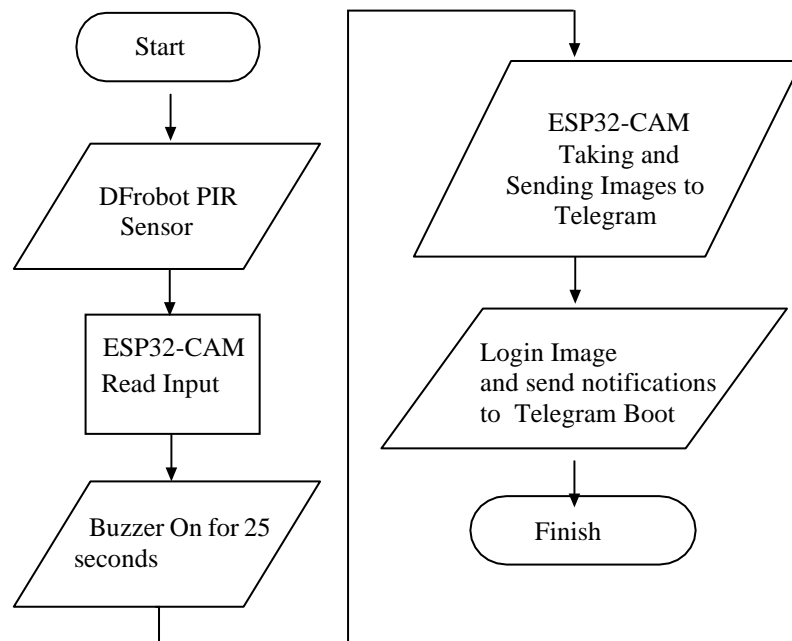 Start
DFrobot PIR
Sensor
ESP32-CAM
Read Input
Buzzer On for 25
seconds
ESP32-CAM
Taking and
Sending Images to
Telegram
Login Image
and send notifications
to Telegram Boot
Finish